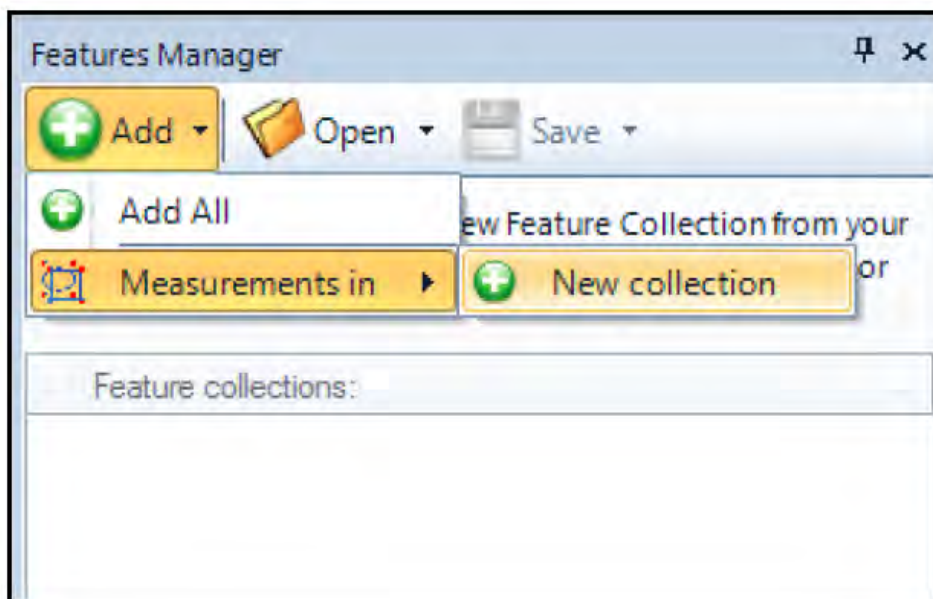 Features Manager
Add Open Save
Add All
ew Feature Collection from your
Measurements in New collection or
Feature collections: